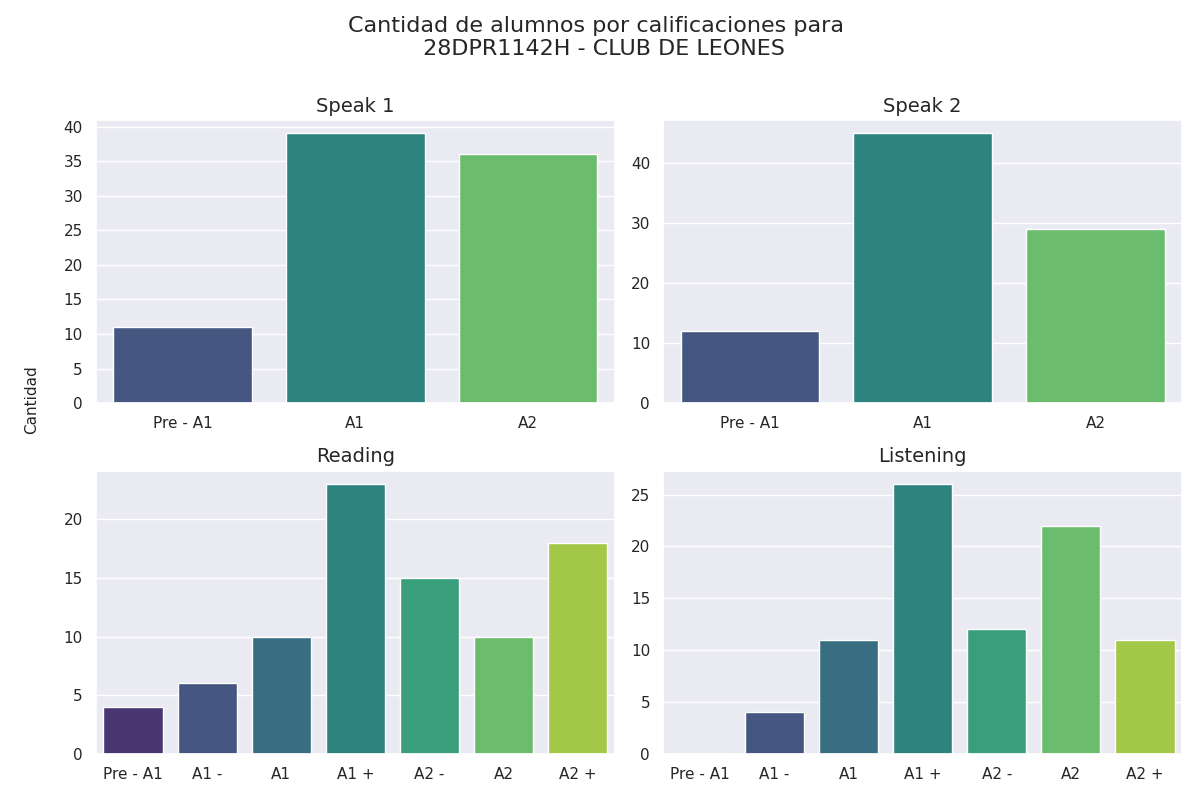 Cantidad de alumnos por calificaciones para
28DPR1142H - CLUB DE LEONES
Cantidad
Speak 1
40
35
30
25
20
15
10
5
0
Pre - A1 A1 A2
Speak 2
40
30
20
10
0
Pre - A1 A1 A2
Reading
20
15
10
5
0
Pre - A1 A1 - A1 A1 + A2 - A2 A2 +
Listening
25
20
15
10
5
0
Pre - A1 A1 - A1 A1 + A2 - A2 A2 +